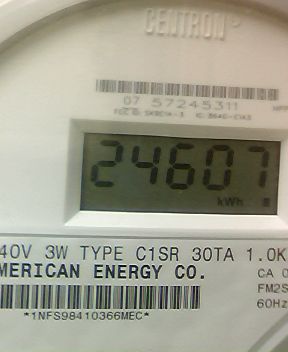 CENTRON
07 57245311
24607
kWh
40V 3W TYPE C1SR 30TA 1.0K
MERICAN ENERGY CO.
CA 0
FM2S
60Hz
*1NFS98410366MEC*